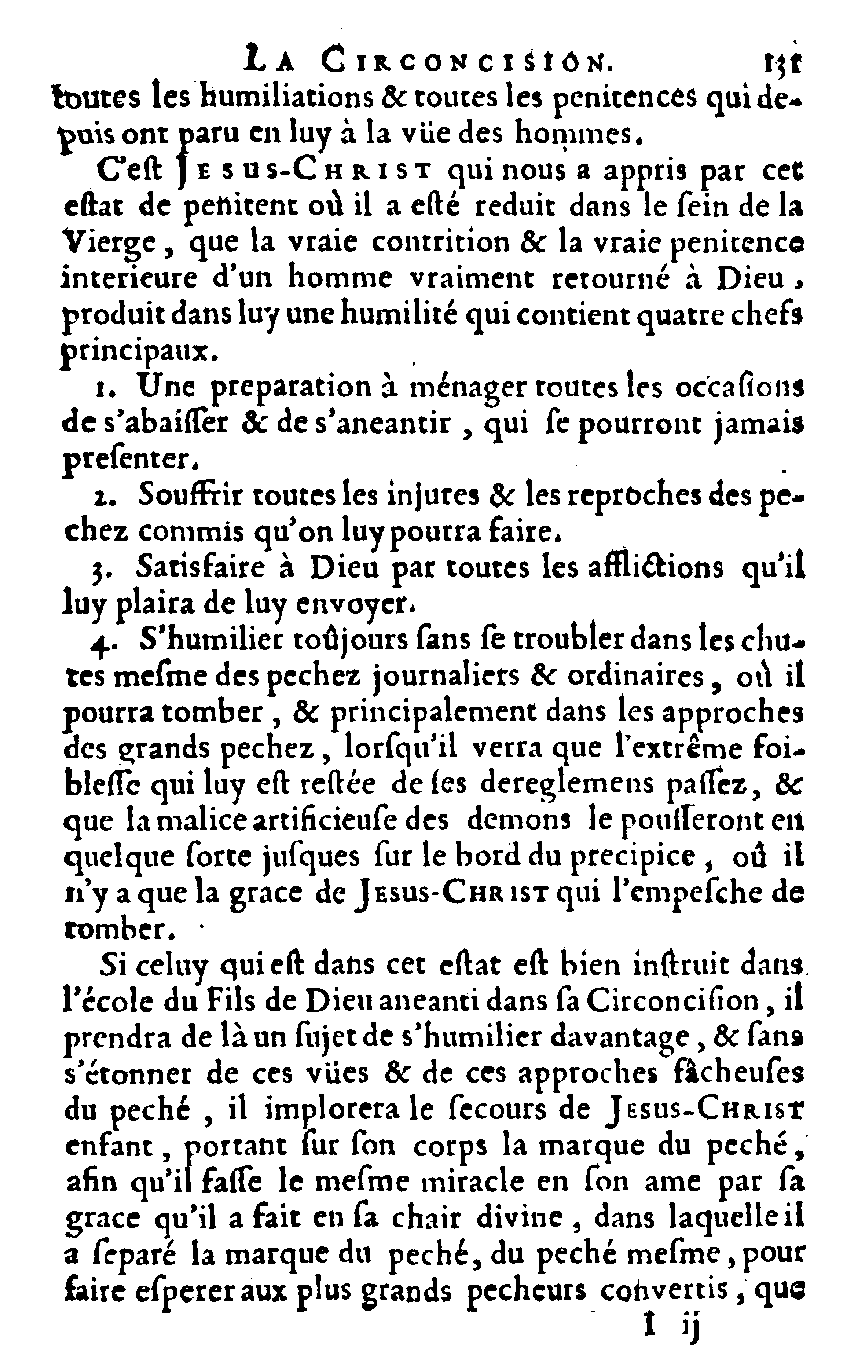 LA CIRCONCISION. 131
toutes les humiliations & toutes les penitences qui de-
puis ont paru en luy à la vüe des hommes.
C'eſt JESUS-CHRIST qui nous a appris par cet
eſtat de penitent où il a eſté reduit dans le ſein de la
Vierge, que la vraie contrition & la vraie penitence
interieure d'un homme vraiment retourné à Dieu,
produit dans luy une humilité qui contient quatre chefs
principaux.
1. Une preparation à ménager toutes les occaſions
de s'abaiſſer & de s'aneantir, qui ſe pourront jamais
preſenter.
2. Souffrir toutes les injures & les reproches des pe-
chez commis qu'on luy pourra faire.
3. Satisfaire à Dieu par toutes les afflictions qu'il
luy plaira de luy envoyer.
4. S'humilier toûjours ſans ſe troubler dans les chu-
tes meſme des pechez journaliers & ordinaires, où il
pourra tomber, & principalement dans les approches
des grands pechez, lorſqu'il verra que l'extrême foi-
bleſſe qui luy eſt reſtée de ſes dereglemens paſſez, &
que la malice artificieuſe des demons le pouſſeront en
quelque ſorte juſques ſur le bord du precipice, où il
n'y a que la grace de JESUS-CHRIST qui l'empeſche de
tomber.
Si celuy qui eſt dans cet eſtat eſt bien inſtruit dans
l'école du Fils de Dieu aneanti dans ſa Circonciſion, il
prendra de là un ſujet de s'humilier davantage, & ſans
s'étonner de ces vües & de ces approches fâcheuſes
du peché, il implorera le ſecours de JESUS-CHRIST
enfant, portant ſur ſon corps la marque du peché,
afin qu'il faſſe le meſme miracle en ſon ame par ſa
grace qu'il a fait en ſa chair divine, dans laquelle il
a ſeparé la marque du peché, du peché meſme, pour
faire eſperer aux plus grands pecheurs convertis, que
I ij